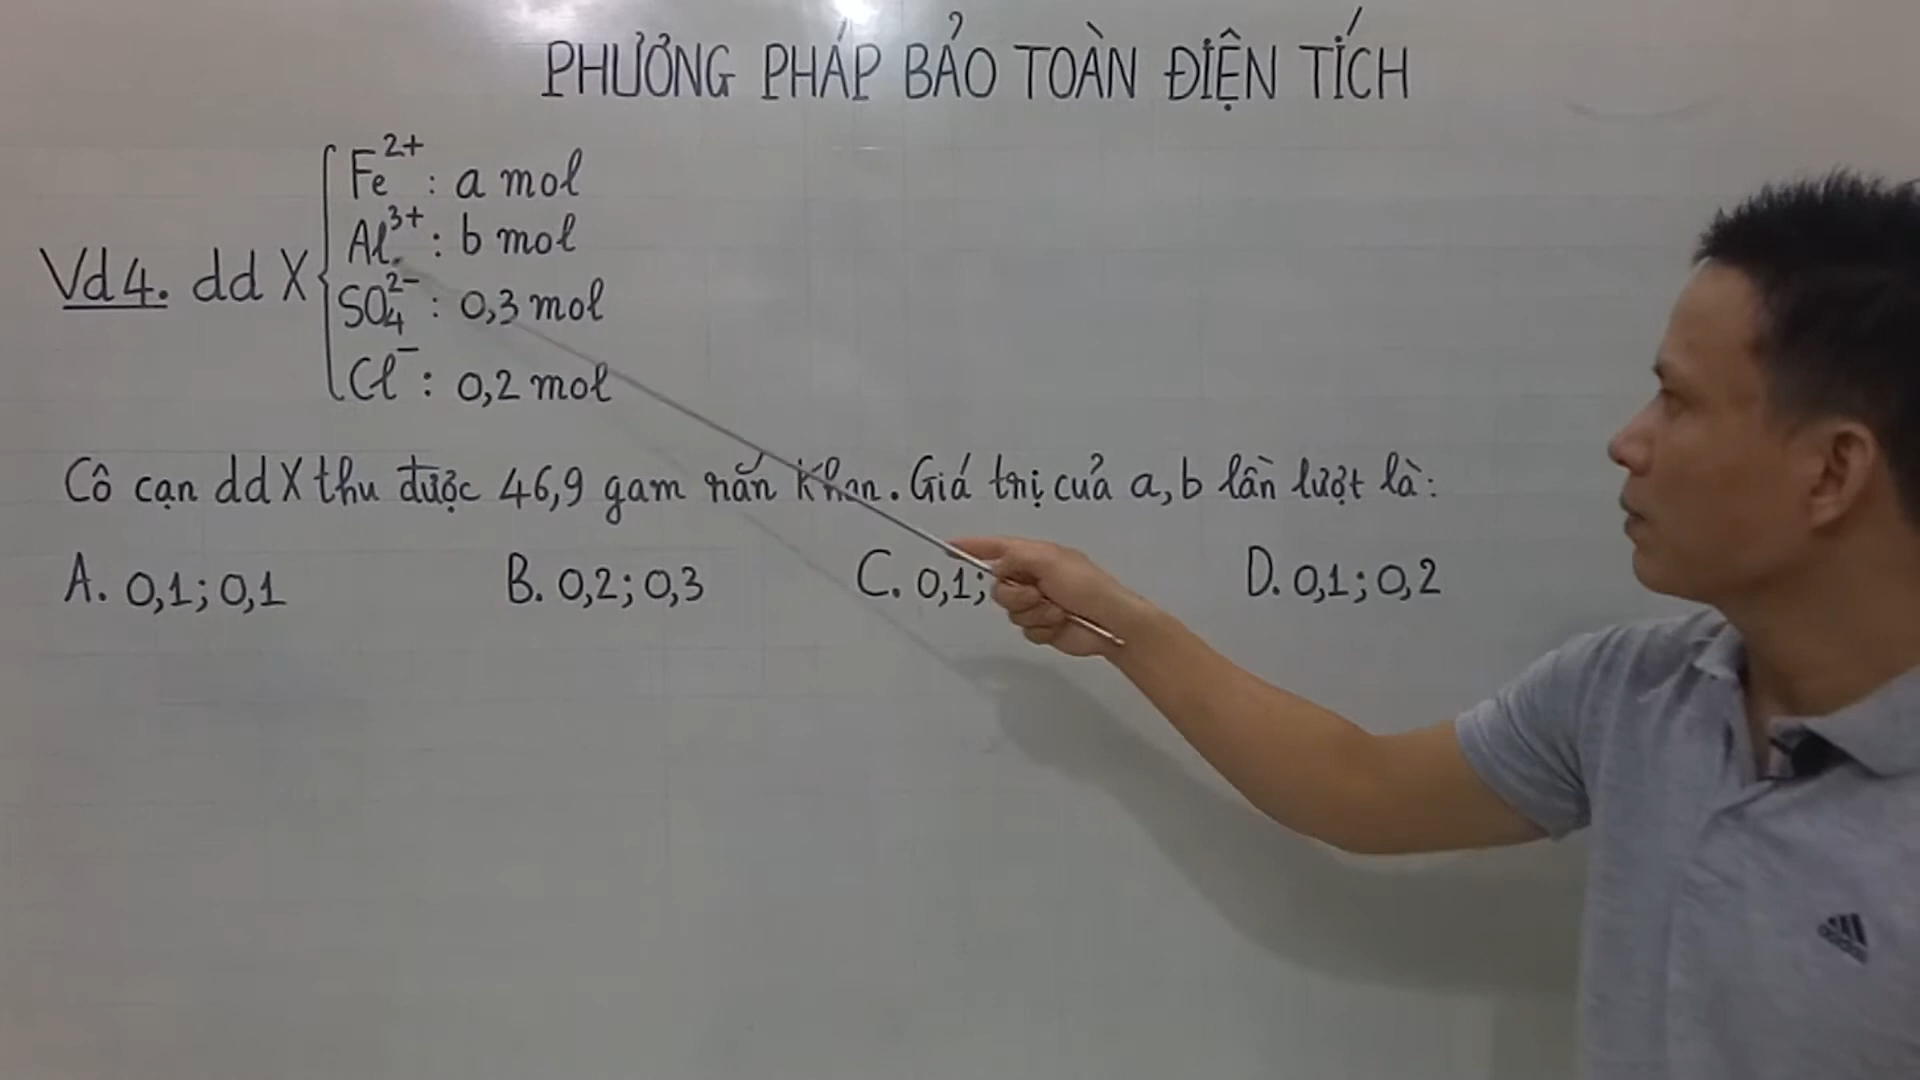 PHƯƠNG PHÁP BẢO TOÀN ĐIỆN TÍCH
Fe²⁺ : a mol
Al³⁺ : b mol
Vd4. dd X
SO₄²⁻ : 0,3 mol
Cl⁻ : 0,2 mol
Cô cạn dd X thu được 46,9 gam rắn khan. Giá trị của a, b lần lượt là:
A. 0,1; 0,1 B. 0,2; 0,3 C. 0,1; D. 0,1; 0,2
adidas